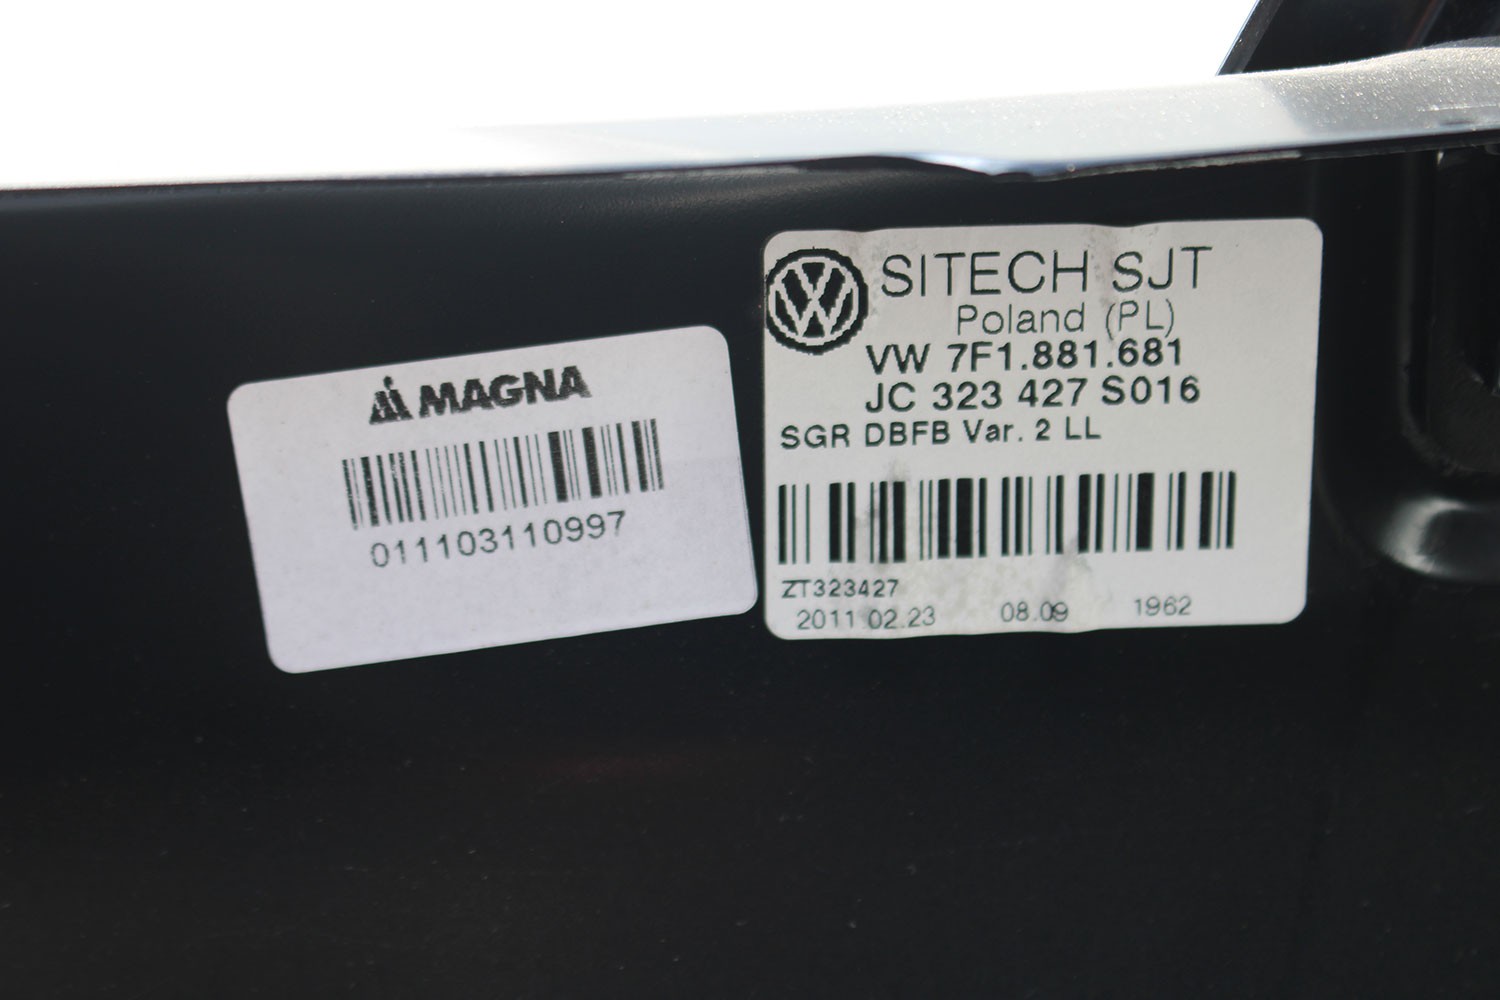 MAGNA
011103110997
VW
SITECH SJT
Poland (PL)
VW 7F1.881.681
JC 323 427 S016
SGR DBFB Var. 2 LL
ZT323427
2011.02.23 08.09 1962